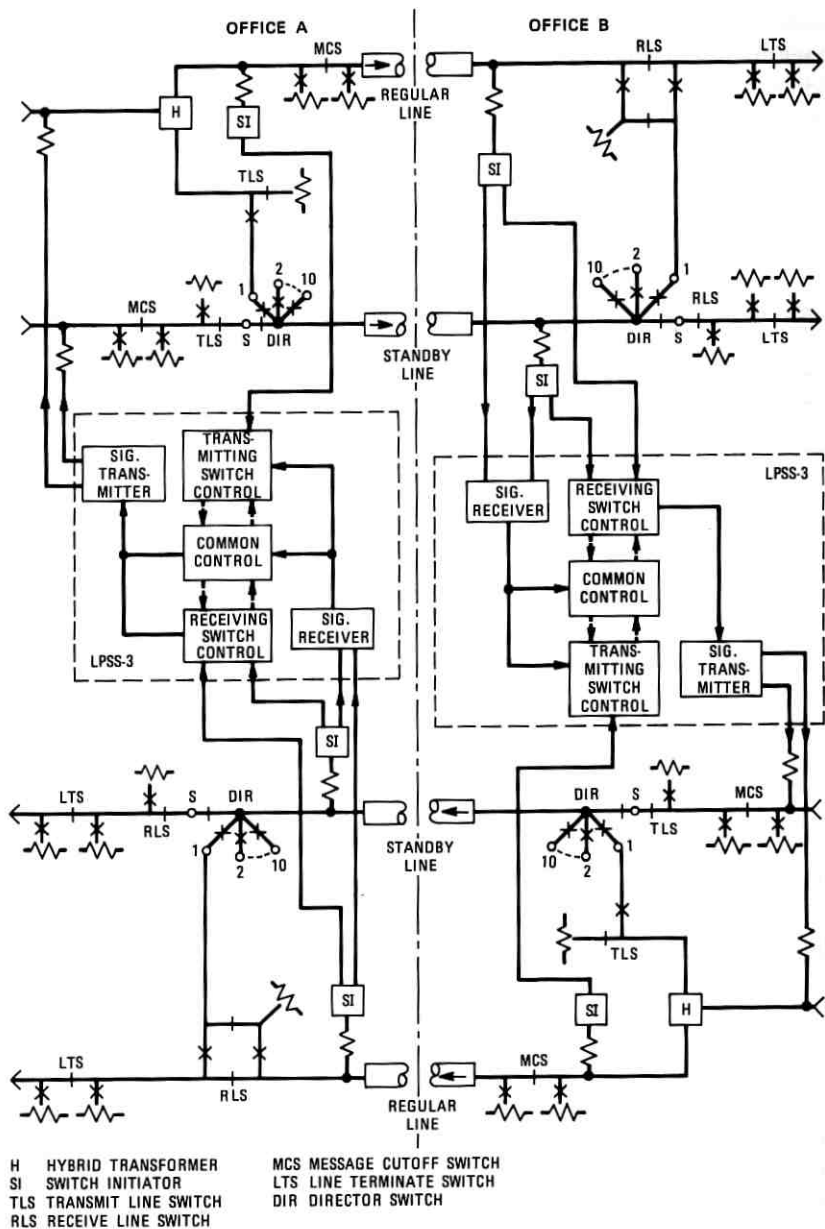 OFFICE A
OFFICE B
MCS
RLS
LTS
REGULAR
LINE
H
SI
SI
TLS
1
2
10
10
2
1
MCS
TLS
S
DIR
STANDBY
LINE
DIR
S
RLS
LTS
SI
SIG.
TRANS-
MITTER
TRANS-
MITTING
SWITCH
CONTROL
COMMON
CONTROL
RECEIVING
SWITCH
CONTROL
SIG.
RECEIVER
LPSS-3
LPSS-3
SIG.
RECEIVER
RECEIVING
SWITCH
CONTROL
COMMON
CONTROL
TRANS-
MITTING
SWITCH
CONTROL
SIG.
TRANS-
MITTER
SI
LTS
RLS
S
DIR
1
2
10
STANDBY
LINE
DIR
S
TLS
MCS
10
2
1
TLS
SI
SI
H
LTS
RLS
MCS
REGULAR
LINE
H HYBRID TRANSFORMER
SI SWITCH INITIATOR
TLS TRANSMIT LINE SWITCH
RLS RECEIVE LINE SWITCH
MCS MESSAGE CUTOFF SWITCH
LTS LINE TERMINATE SWITCH
DIR DIRECTOR SWITCH